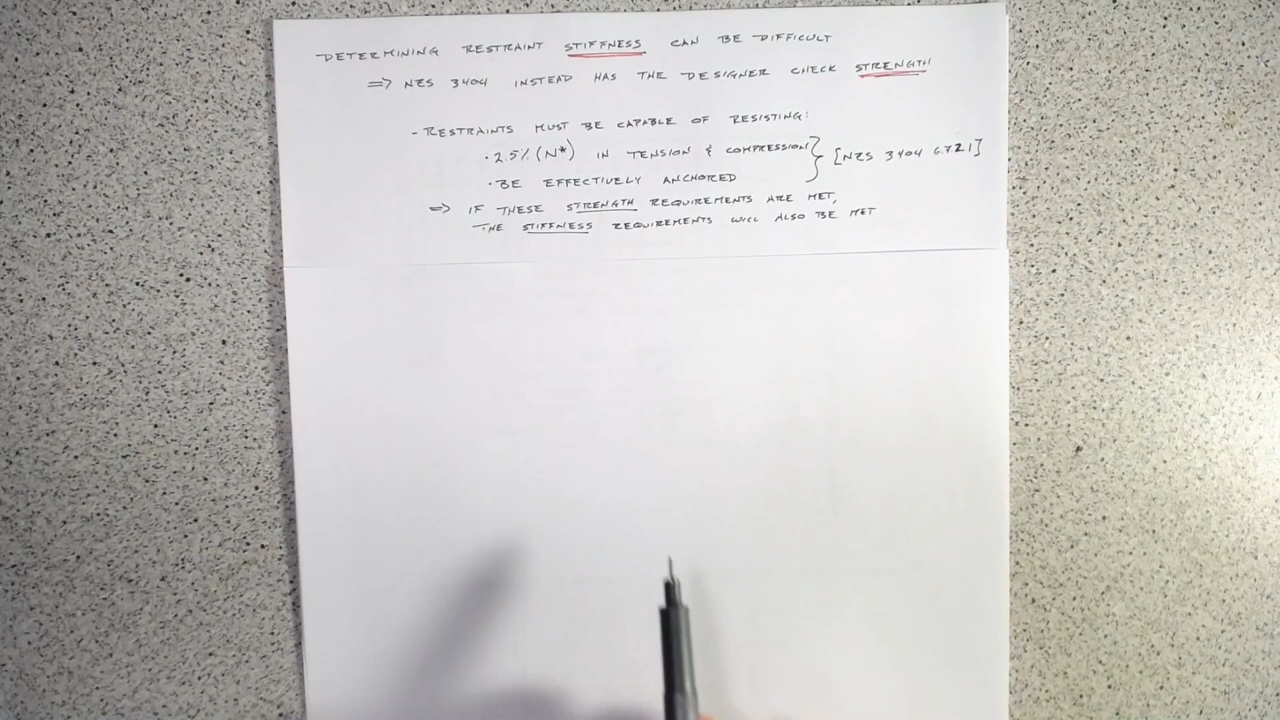 DETERMINING RESTRAINT STIFFNESS CAN BE DIFFICULT
⇒ NZS 3404 INSTEAD HAS THE DESIGNER CHECK STRENGTH
- RESTRAINTS MUST BE CAPABLE OF RESISTING:
· 2.5% (N*) IN TENSION & COMPRESSION } [NZS 3404 6.7.2.1]
· BE EFFECTIVELY ANCHORED
⇒ IF THESE STRENGTH REQUIREMENTS ARE MET,
THE STIFFNESS REQUIREMENTS WILL ALSO BE MET